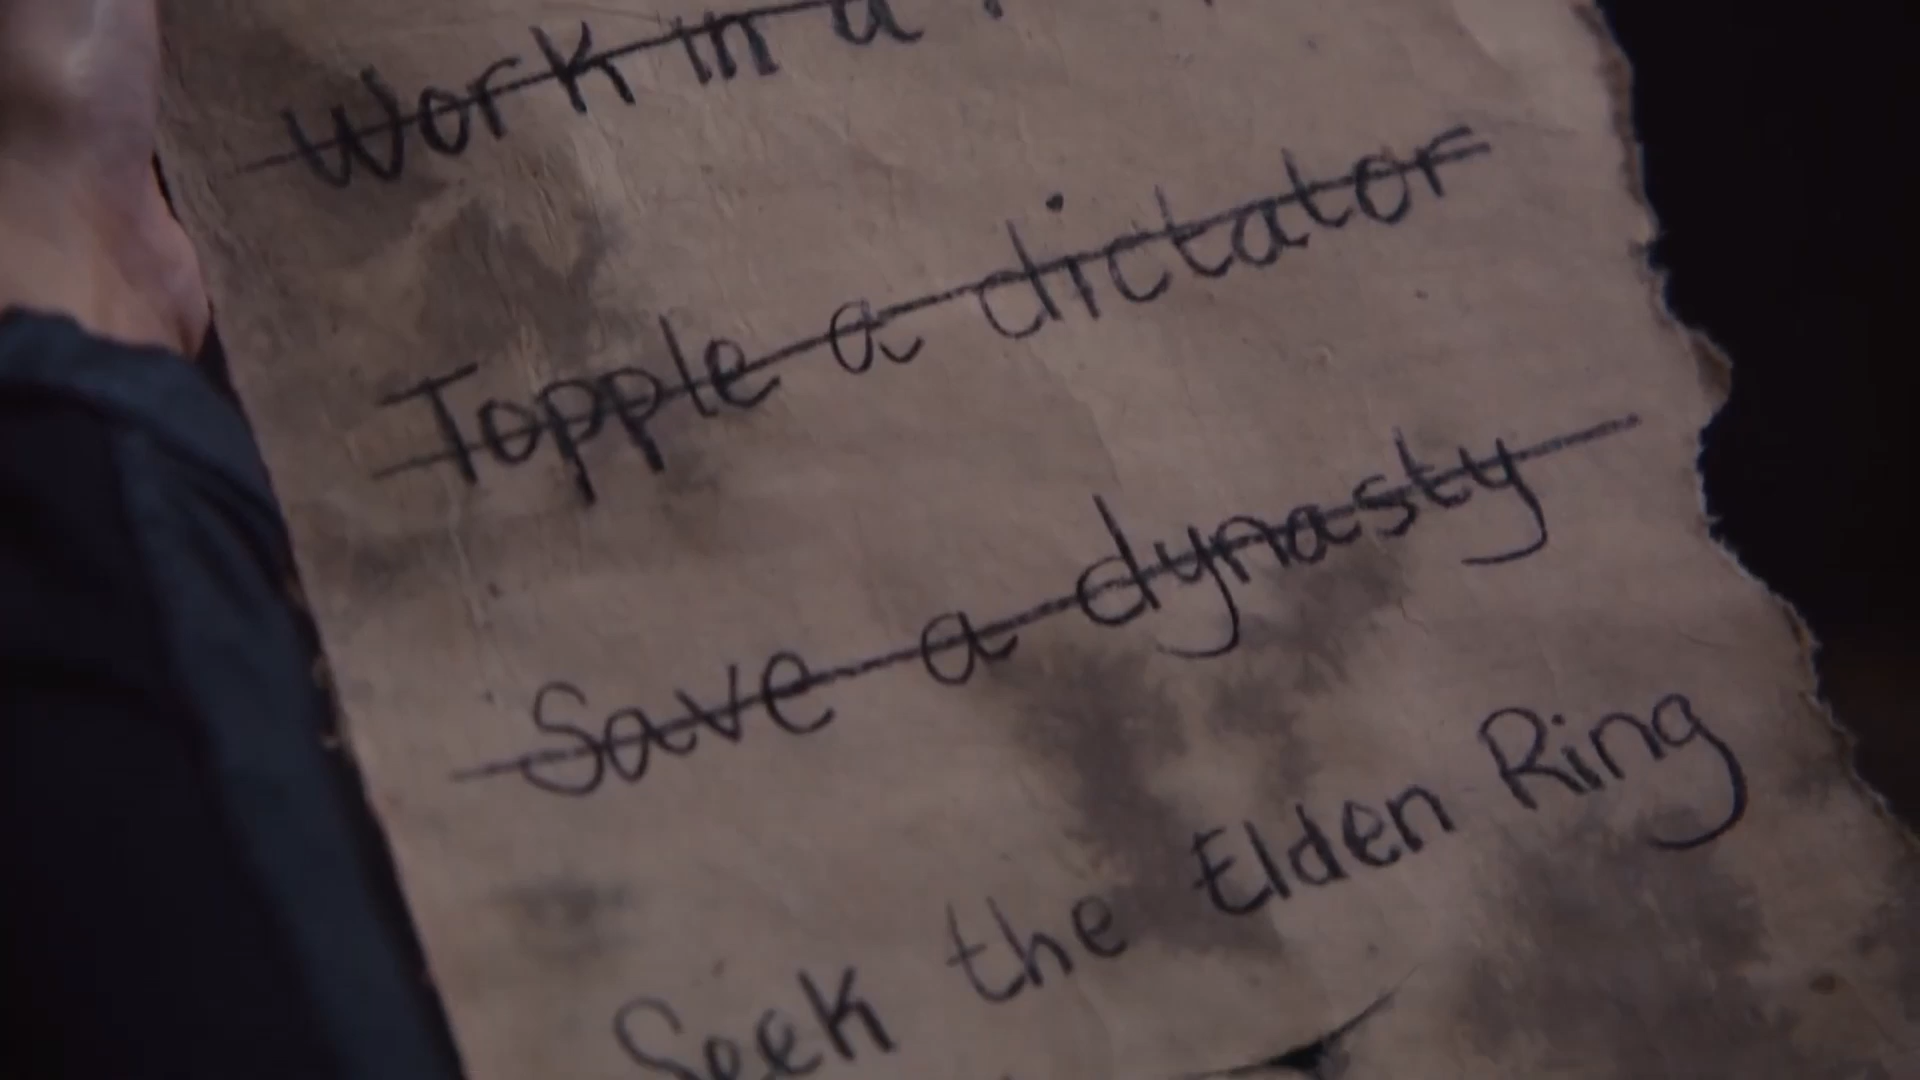 Work in a
Topple a dictator
Save a dynasty
Seek the Elden Ring